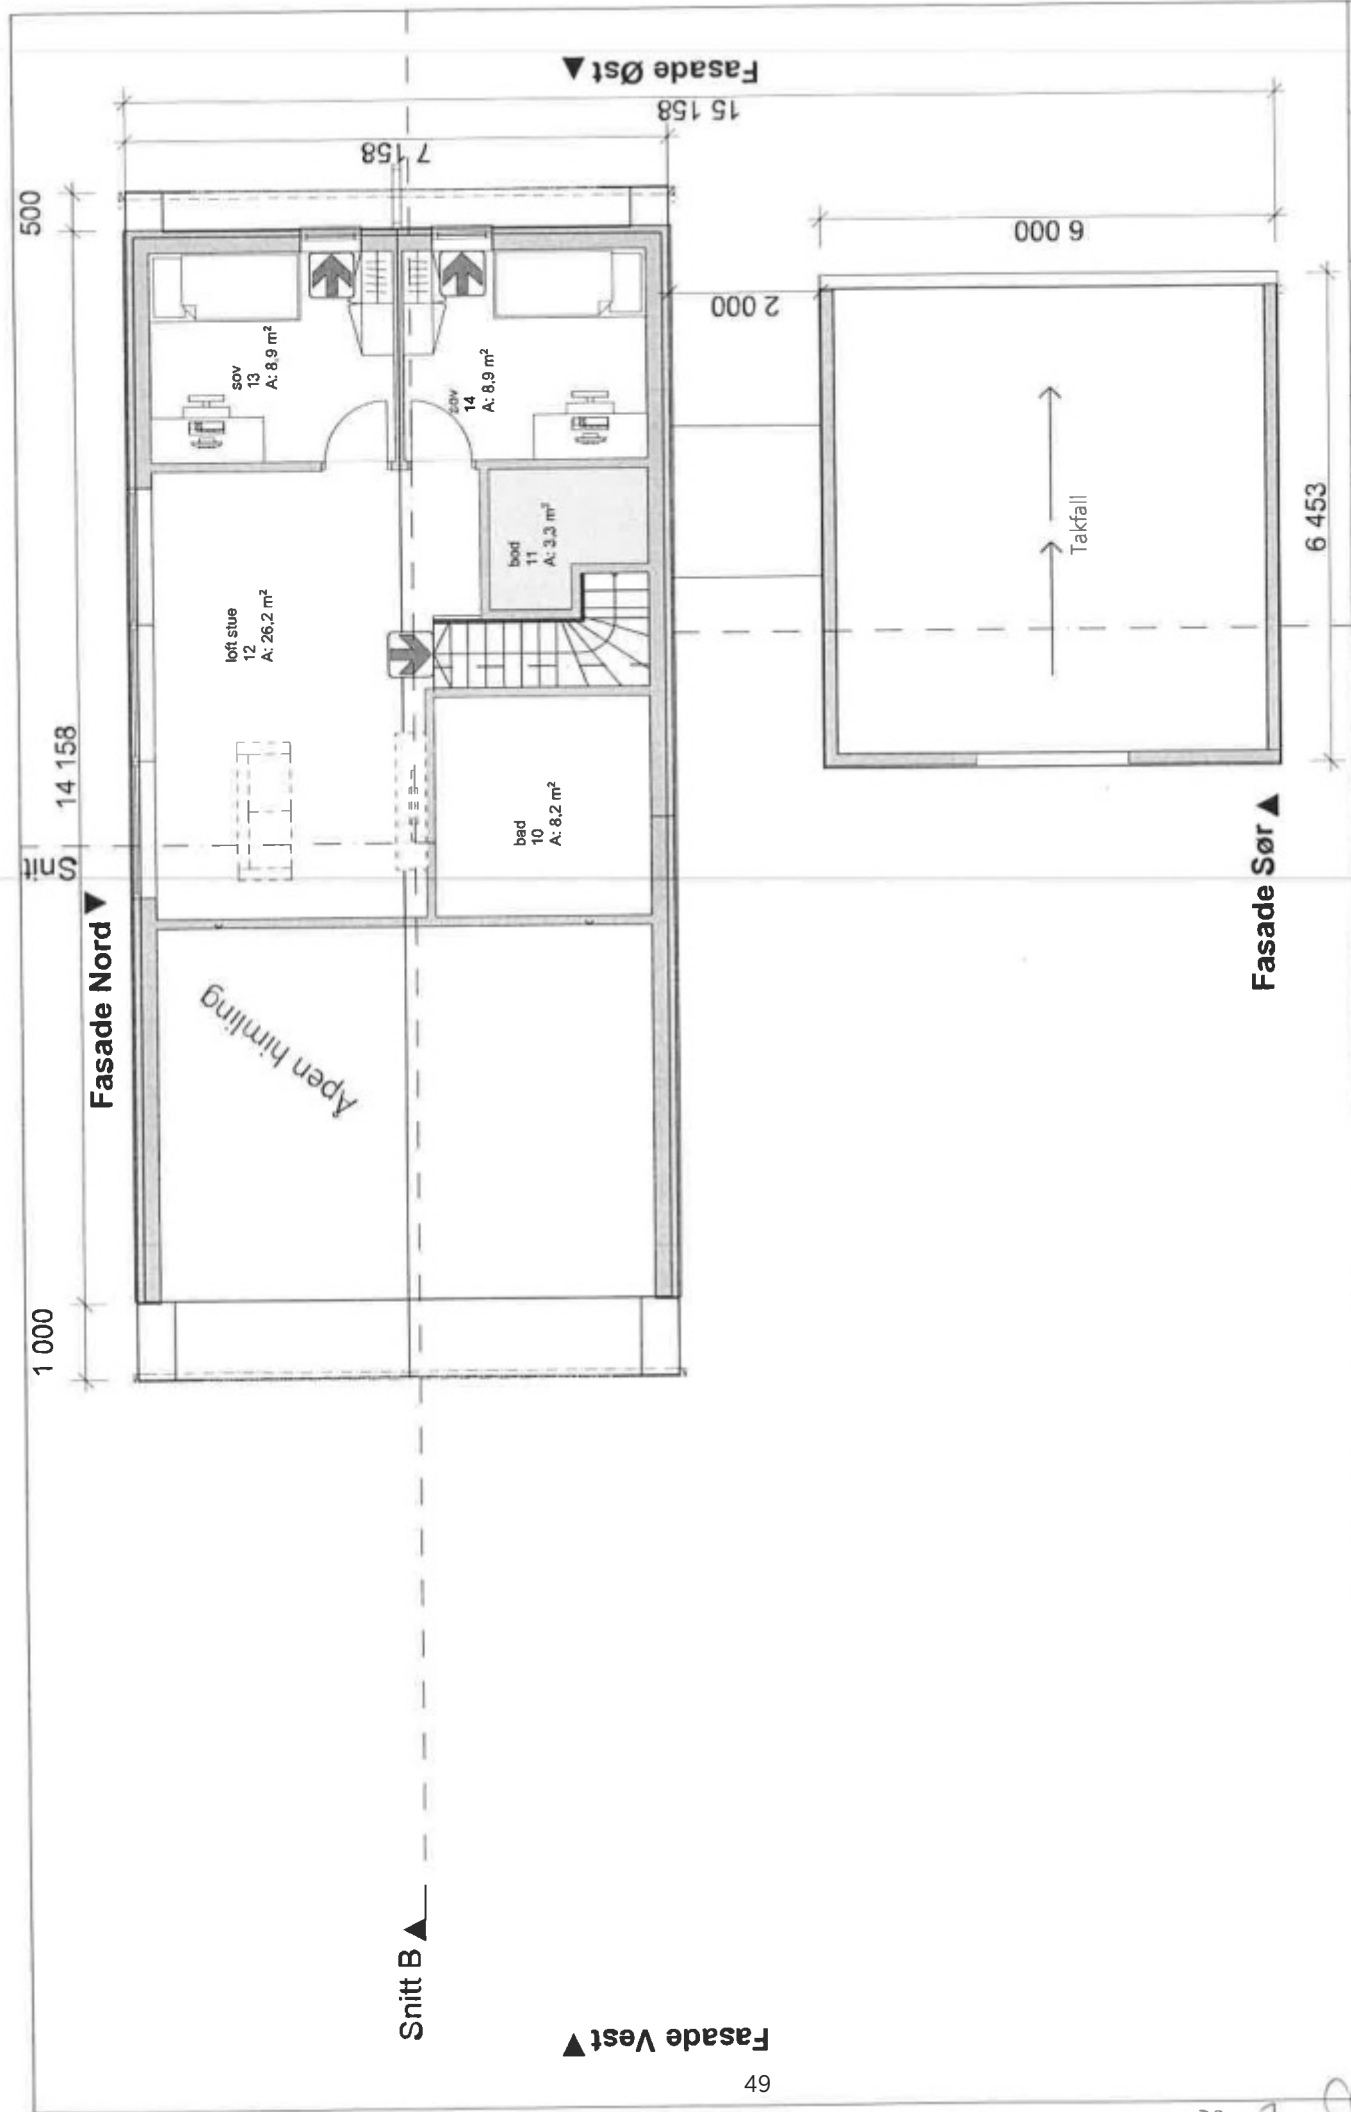 Fasade Øst
15 158
7 158
500
14 158
1 000
Snitt
Fasade Nord
sov
13
A: 8,9 m²
sov
14
A: 8,9 m²
bod
11
A: 3,3 m²
loft stue
12
A: 26,2 m²
bad
10
A: 8,2 m²
Åpen himling
2 000
6 000
6 453
Takfall
Fasade Sør
Snitt B
Fasade Vest
49